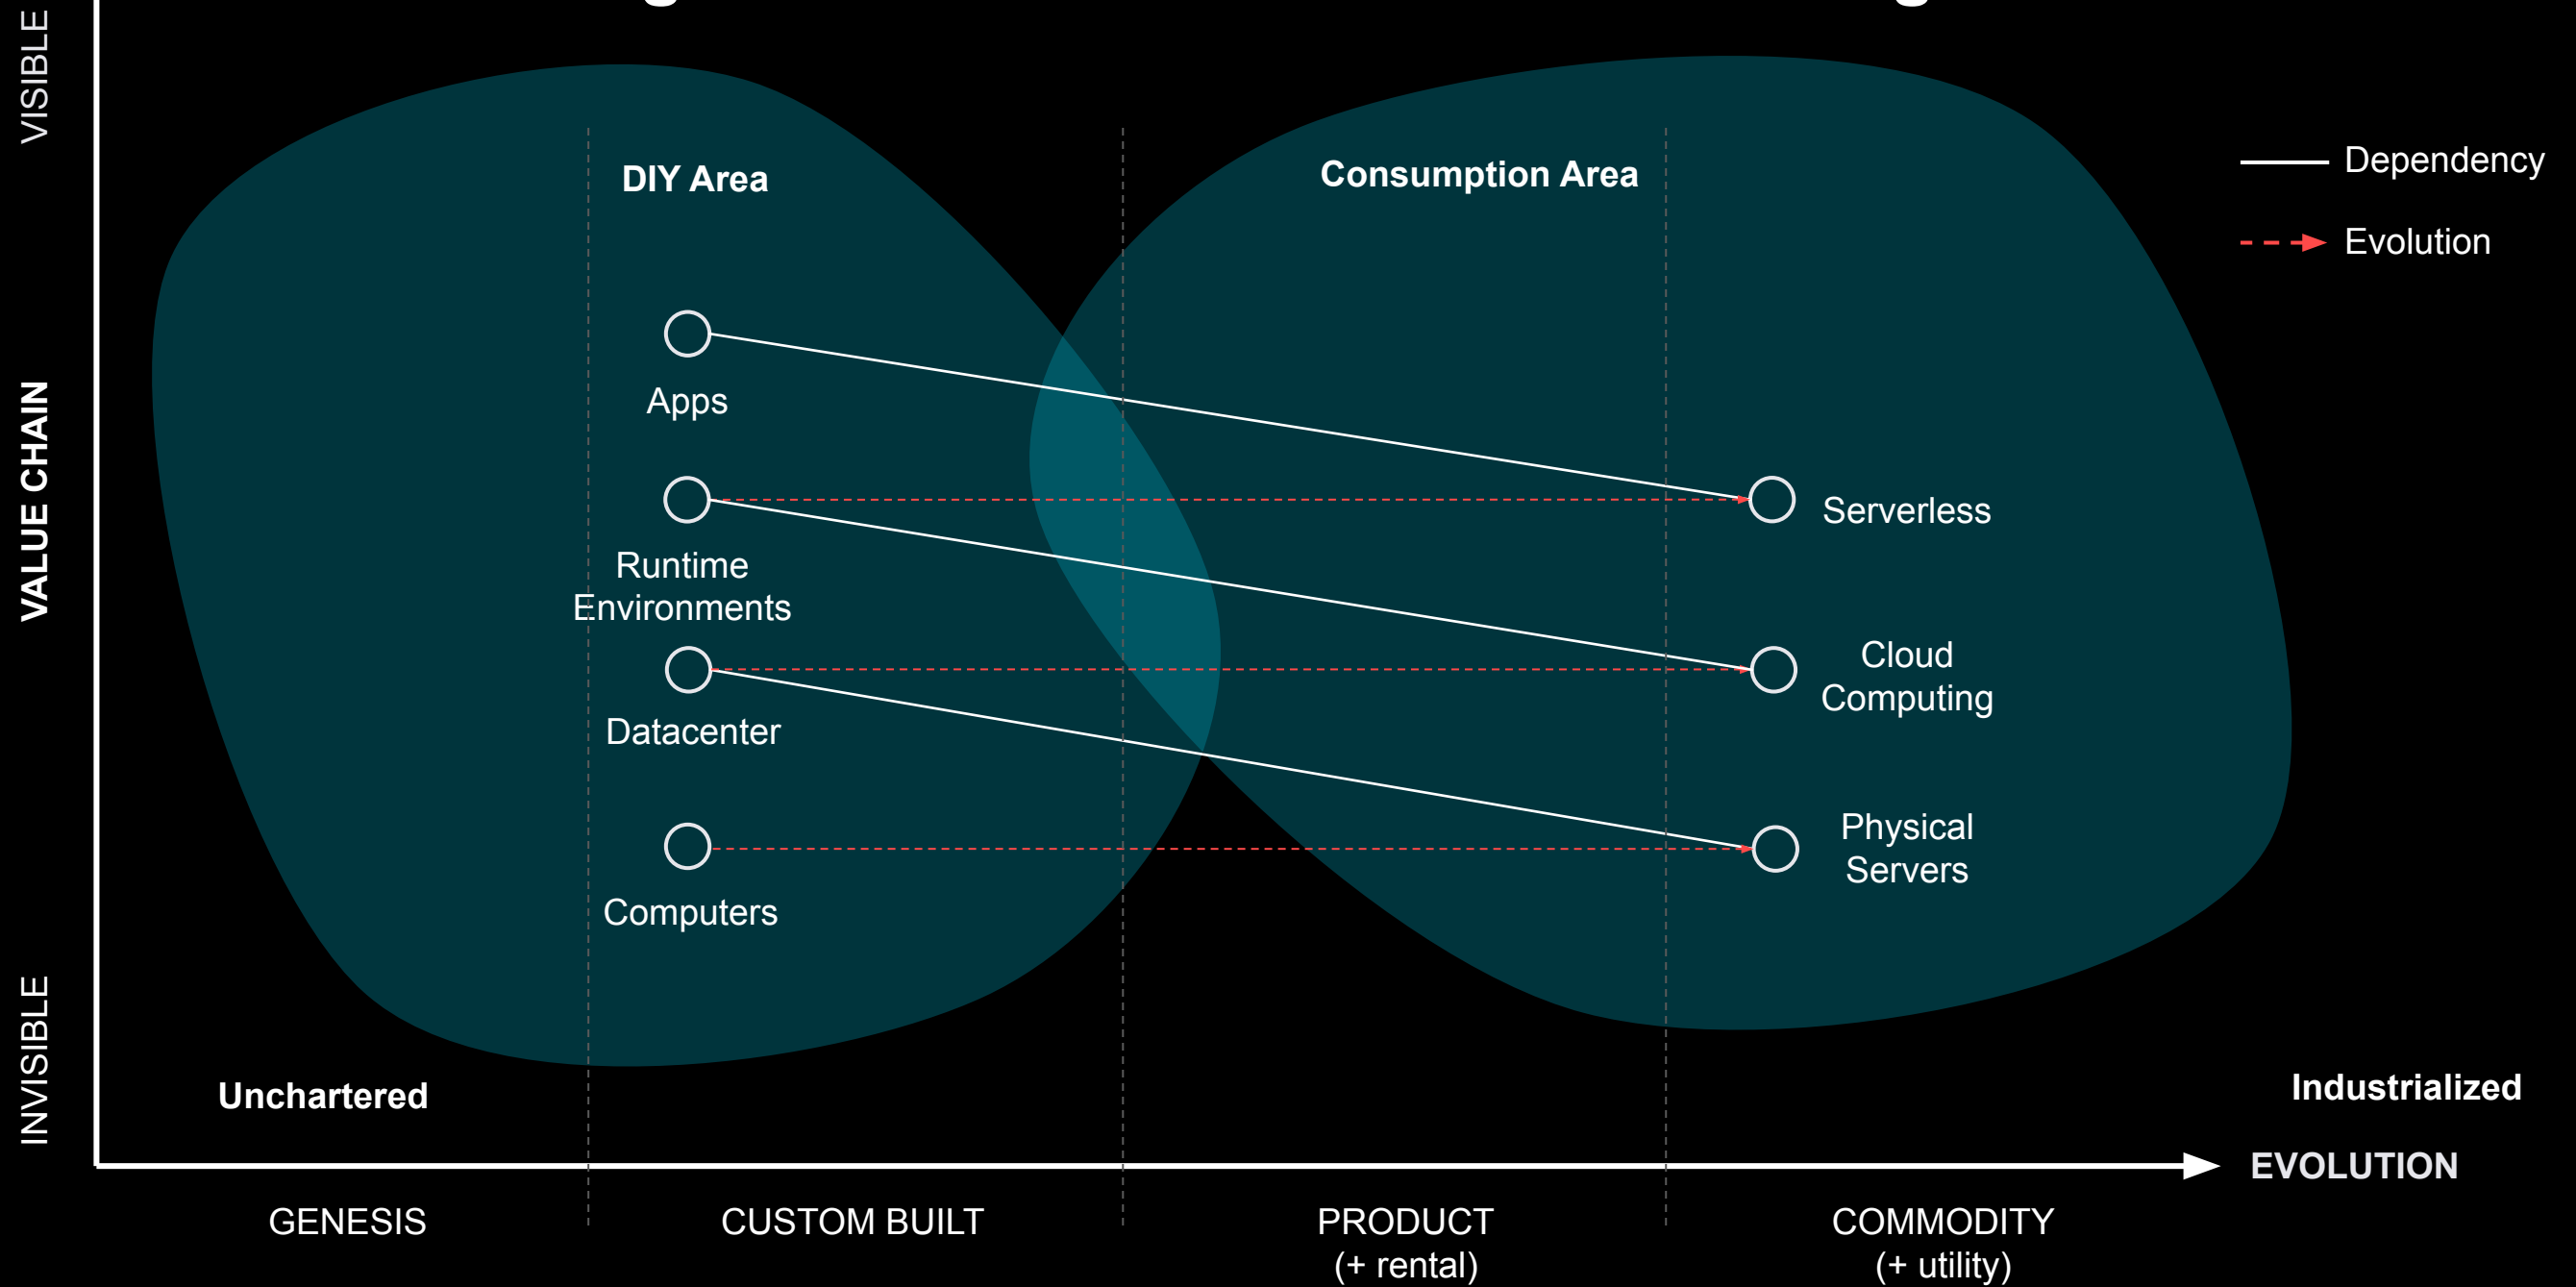 VISIBLE
VALUE CHAIN
INVISIBLE
DIY Area
Consumption Area
Dependency
Evolution
Apps
Runtime
Environments
Datacenter
Computers
Serverless
Cloud
Computing
Physical
Servers
Unchartered
Industrialized
EVOLUTION
GENESIS
CUSTOM BUILT
PRODUCT
(+ rental)
COMMODITY
(+ utility)